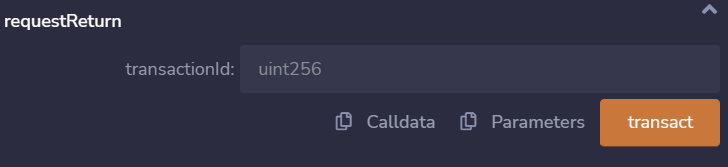 requestReturn
transactionId: uint256
Calldata Parameters transact